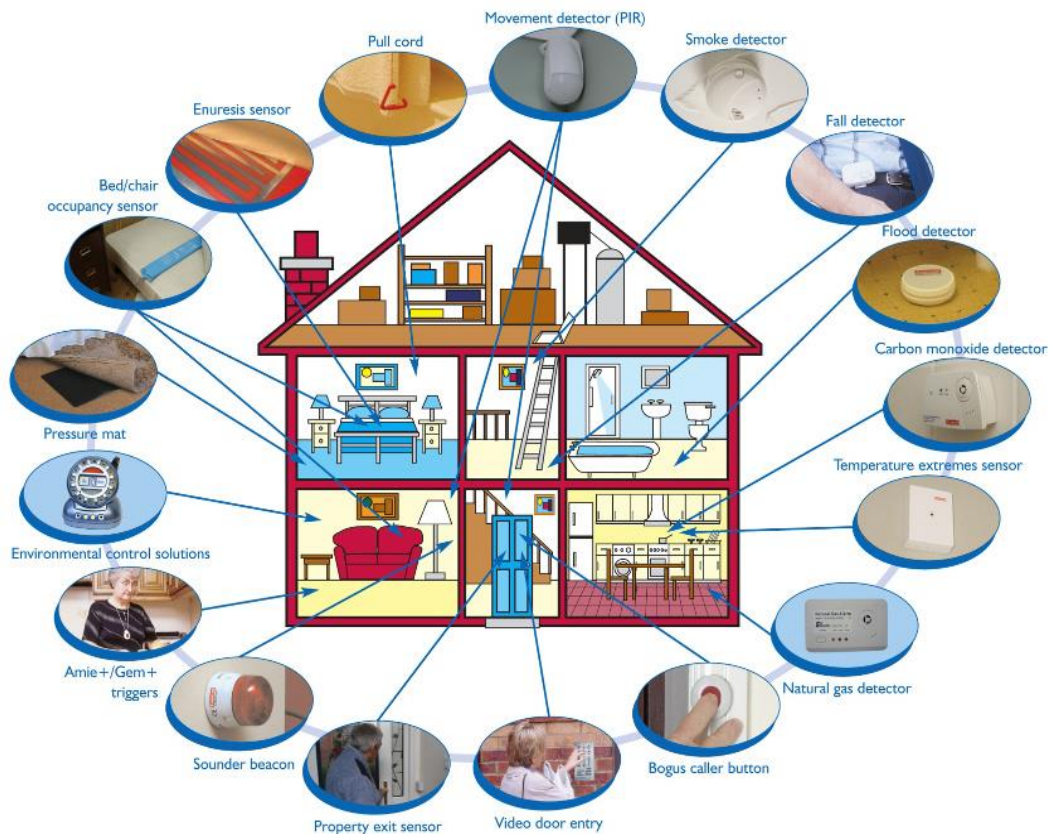 Movement detector (PIR)
Pull cord
Smoke detector
Enuresis sensor
Fall detector
Bed/chair
occupancy sensor
Flood detector
Carbon monoxide detector
Pressure mat
Temperature extremes sensor
Environmental control solutions
Amie+/Gem+
triggers
Natural gas detector
Sounder beacon
Bogus caller button
Property exit sensor
Video door entry